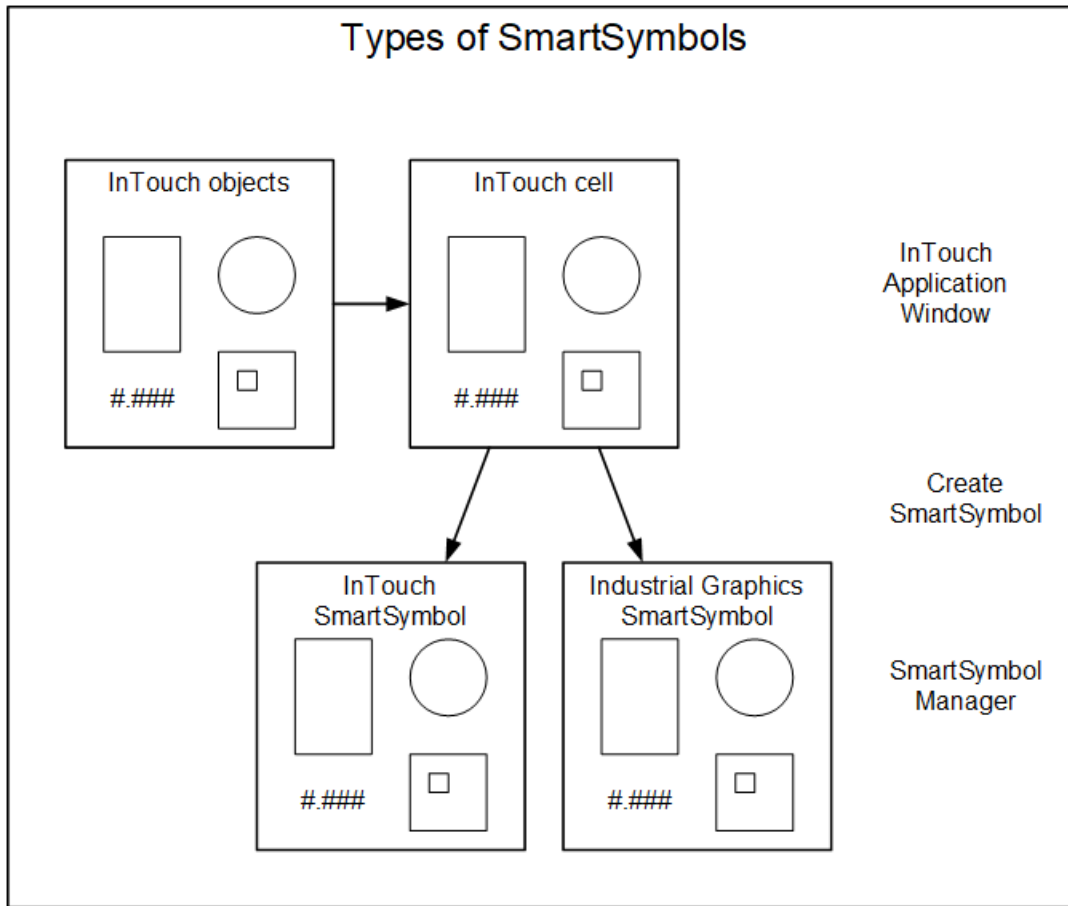 Types of SmartSymbols
InTouch objects
#.###
InTouch cell
#.###
InTouch
Application
Window
Create
SmartSymbol
InTouch
SmartSymbol
#.###
Industrial Graphics
SmartSymbol
#.###
SmartSymbol
Manager